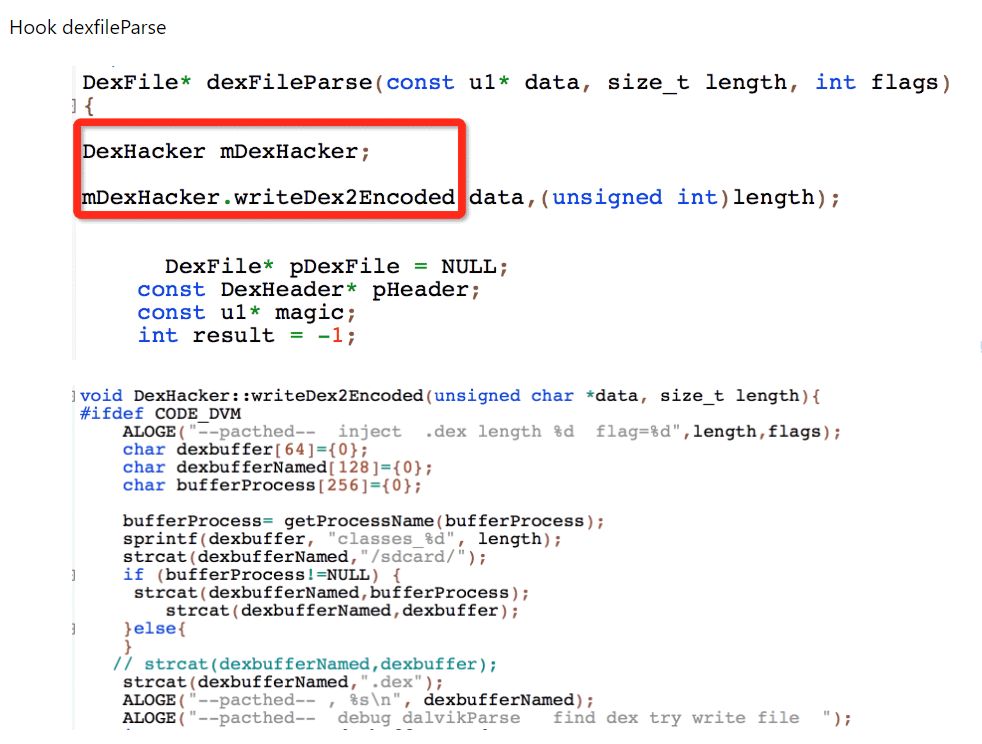 Hook dexfileParse
DexFile* dexFileParse(const u1* data, size_t length, int flags)
{
DexHacker mDexHacker;
mDexHacker.writeDex2Encoded data,(unsigned int)length);
DexFile* pDexFile = NULL;
const DexHeader* pHeader;
const u1* magic;
int result = -1;
void DexHacker::writeDex2Encoded(unsigned char *data, size_t length){
#ifdef CODE_DVM
ALOGE("--pacthed-- inject .dex length %d flag=%d",length,flags);
char dexbuffer[64]={0};
char dexbufferNamed[128]={0};
char bufferProcess[256]={0};
bufferProcess= getProcessName(bufferProcess);
sprintf(dexbuffer, "classes_%d", length);
strcat(dexbufferNamed,"/sdcard/");
if (bufferProcess!=NULL) {
strcat(dexbufferNamed,bufferProcess);
strcat(dexbufferNamed,dexbuffer);
}else{
}
// strcat(dexbufferNamed,dexbuffer);
strcat(dexbufferNamed,".dex");
ALOGE("--pacthed-- , %s\n", dexbufferNamed);
ALOGE("--pacthed-- debug dalvikParse find dex try write file ");